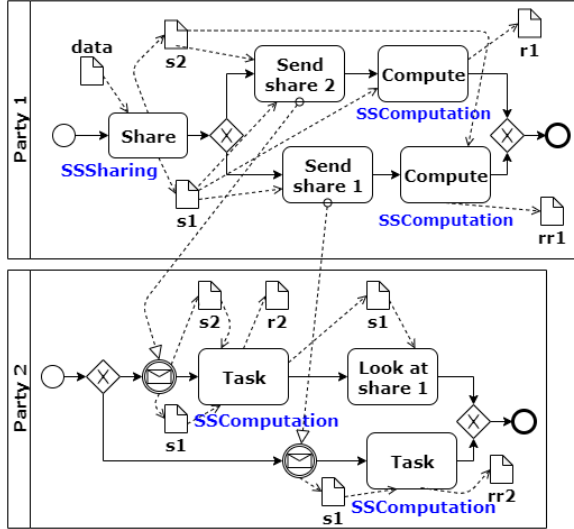 Party 1
data
s2
Share
SSSharing
s1
Send
share 2
Compute
SSComputation
r1
Send
share 1
Compute
SSComputation
rr1
Party 2
s2
r2
s1
Task
SSComputation
s1
Look at
share 1
Task
SSComputation
s1
rr2